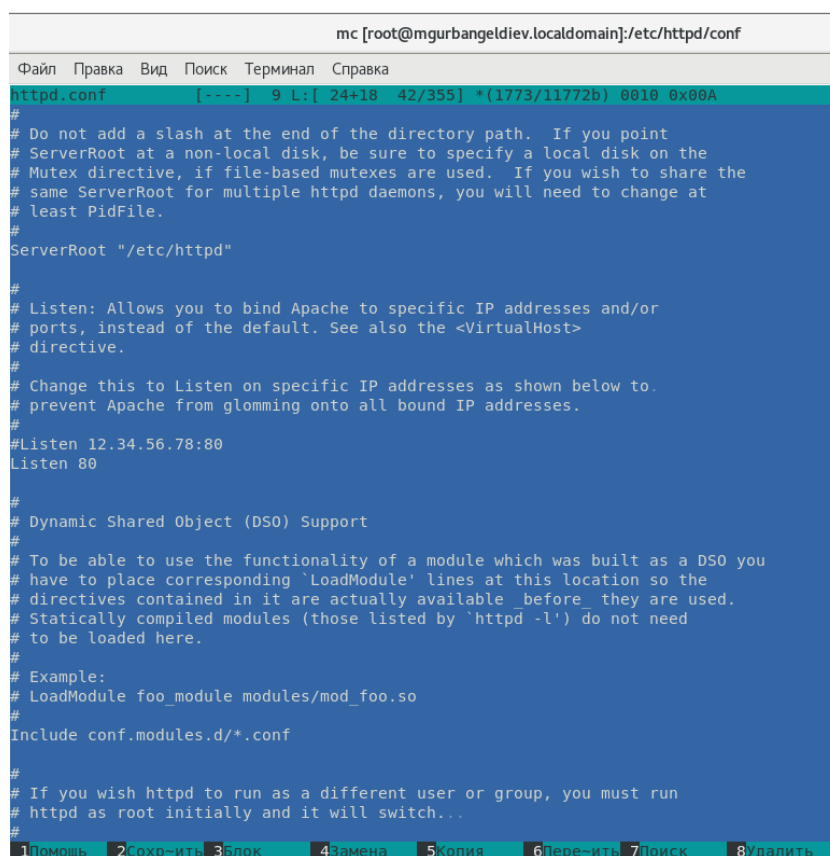 mc [root@mgurbangeldiev.localdomain]:/etc/httpd/conf
Файл Правка Вид Поиск Терминал Справка
httpd.conf [----] 9 L:[ 24+18 42/355] *(1773/11772b) 0010 0x00A
#
# Do not add a slash at the end of the directory path. If you point
# ServerRoot at a non-local disk, be sure to specify a local disk on the
# Mutex directive, if file-based mutexes are used. If you wish to share the
# same ServerRoot for multiple httpd daemons, you will need to change at
# least PidFile.
#
ServerRoot "/etc/httpd"
#
# Listen: Allows you to bind Apache to specific IP addresses and/or
# ports, instead of the default. See also the <VirtualHost>
# directive.
#
# Change this to Listen on specific IP addresses as shown below to.
# prevent Apache from glomming onto all bound IP addresses.
#
#Listen 12.34.56.78:80
Listen 80
#
# Dynamic Shared Object (DSO) Support
#
# To be able to use the functionality of a module which was built as a DSO you
# have to place corresponding `LoadModule' lines at this location so the
# directives contained in it are actually available _before_ they are used.
# Statically compiled modules (those listed by `httpd -l') do not need
# to be loaded here.
#
# Example:
# LoadModule foo_module modules/mod_foo.so
#
Include conf.modules.d/*.conf
#
# If you wish httpd to run as a different user or group, you must run
# httpd as root initially and it will switch...
#
1Помощь 2Сохр~ить 3Блок 4Замена 5Копия 6Пере~ить 7Поиск 8Удалить